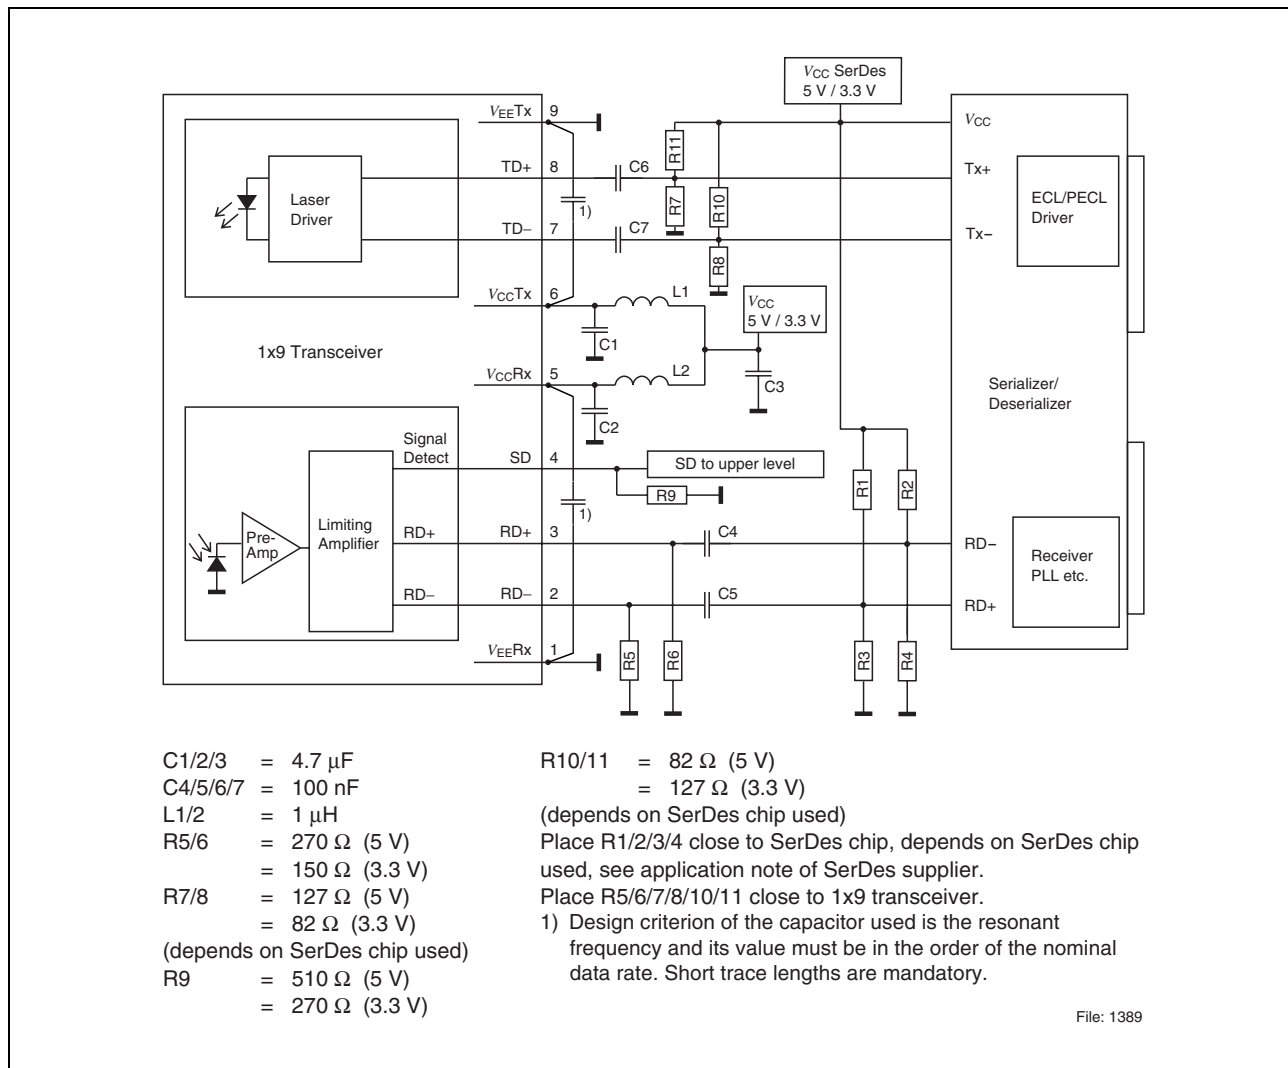 VCC SerDes
5 V / 3.3 V
VEETx 9
VCC
R11
TD+ 8 C6
Tx+
Laser
Driver
1)
R7
R10
ECL/PECL
Driver
TD− 7 C7
Tx−
R8
VCCTx 6 L1
VCC
5 V / 3.3 V
C1
1x9 Transceiver
VCCRx 5 L2
C3
C2
Serializer/
Deserializer
Signal
Detect
SD 4
SD to upper level
R9
R1
R2
1)
Pre-
Amp
Limiting
Amplifier
RD+
RD+ 3 C4
RD−
Receiver
PLL etc.
RD−
RD− 2 C5
RD+
VEERx 1
R5
R6
R3
R4
C1/2/3 = 4.7 μF
C4/5/6/7 = 100 nF
L1/2 = 1 μH
R5/6 = 270 Ω (5 V)
= 150 Ω (3.3 V)
R7/8 = 127 Ω (5 V)
= 82 Ω (3.3 V)
(depends on SerDes chip used)
R9 = 510 Ω (5 V)
= 270 Ω (3.3 V)
R10/11 = 82 Ω (5 V)
= 127 Ω (3.3 V)
(depends on SerDes chip used)
Place R1/2/3/4 close to SerDes chip, depends on SerDes chip
used, see application note of SerDes supplier.
Place R5/6/7/8/10/11 close to 1x9 transceiver.
1) Design criterion of the capacitor used is the resonant
frequency and its value must be in the order of the nominal
data rate. Short trace lengths are mandatory.
File: 1389